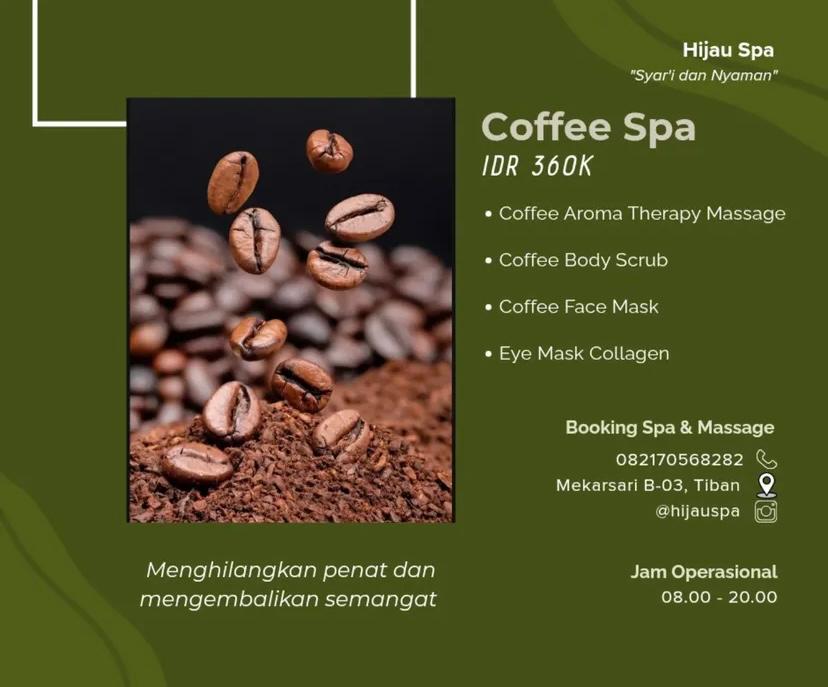 Hijau Spa
"Syar'i dan Nyaman"
Coffee Spa
IDR 360K
• Coffee Aroma Therapy Massage
• Coffee Body Scrub
• Coffee Face Mask
• Eye Mask Collagen
Booking Spa & Massage
082170568282
Mekarsari B-03, Tiban
@hijauspa
Jam Operasional
08.00 - 20.00
Menghilangkan penat dan
mengembalikan semangat